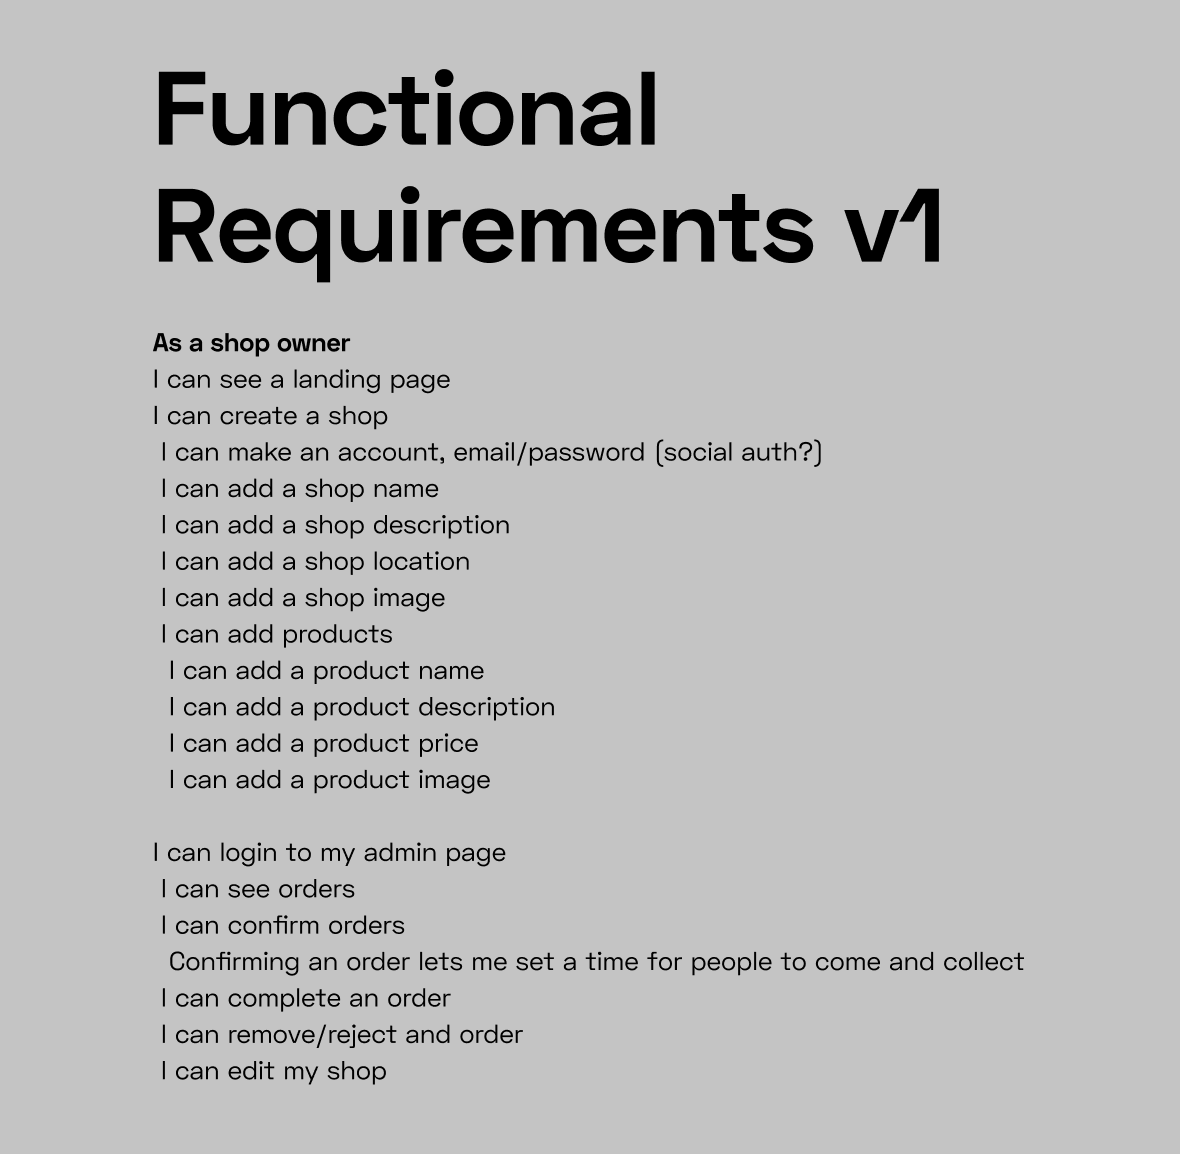 Functional
Requirements v1
As a shop owner
I can see a landing page
I can create a shop
I can make an account, email/password (social auth?)
I can add a shop name
I can add a shop description
I can add a shop location
I can add a shop image
I can add products
I can add a product name
I can add a product description
I can add a product price
I can add a product image
I can login to my admin page
I can see orders
I can confirm orders
Confirming an order lets me set a time for people to come and collect
I can complete an order
I can remove/reject and order
I can edit my shop